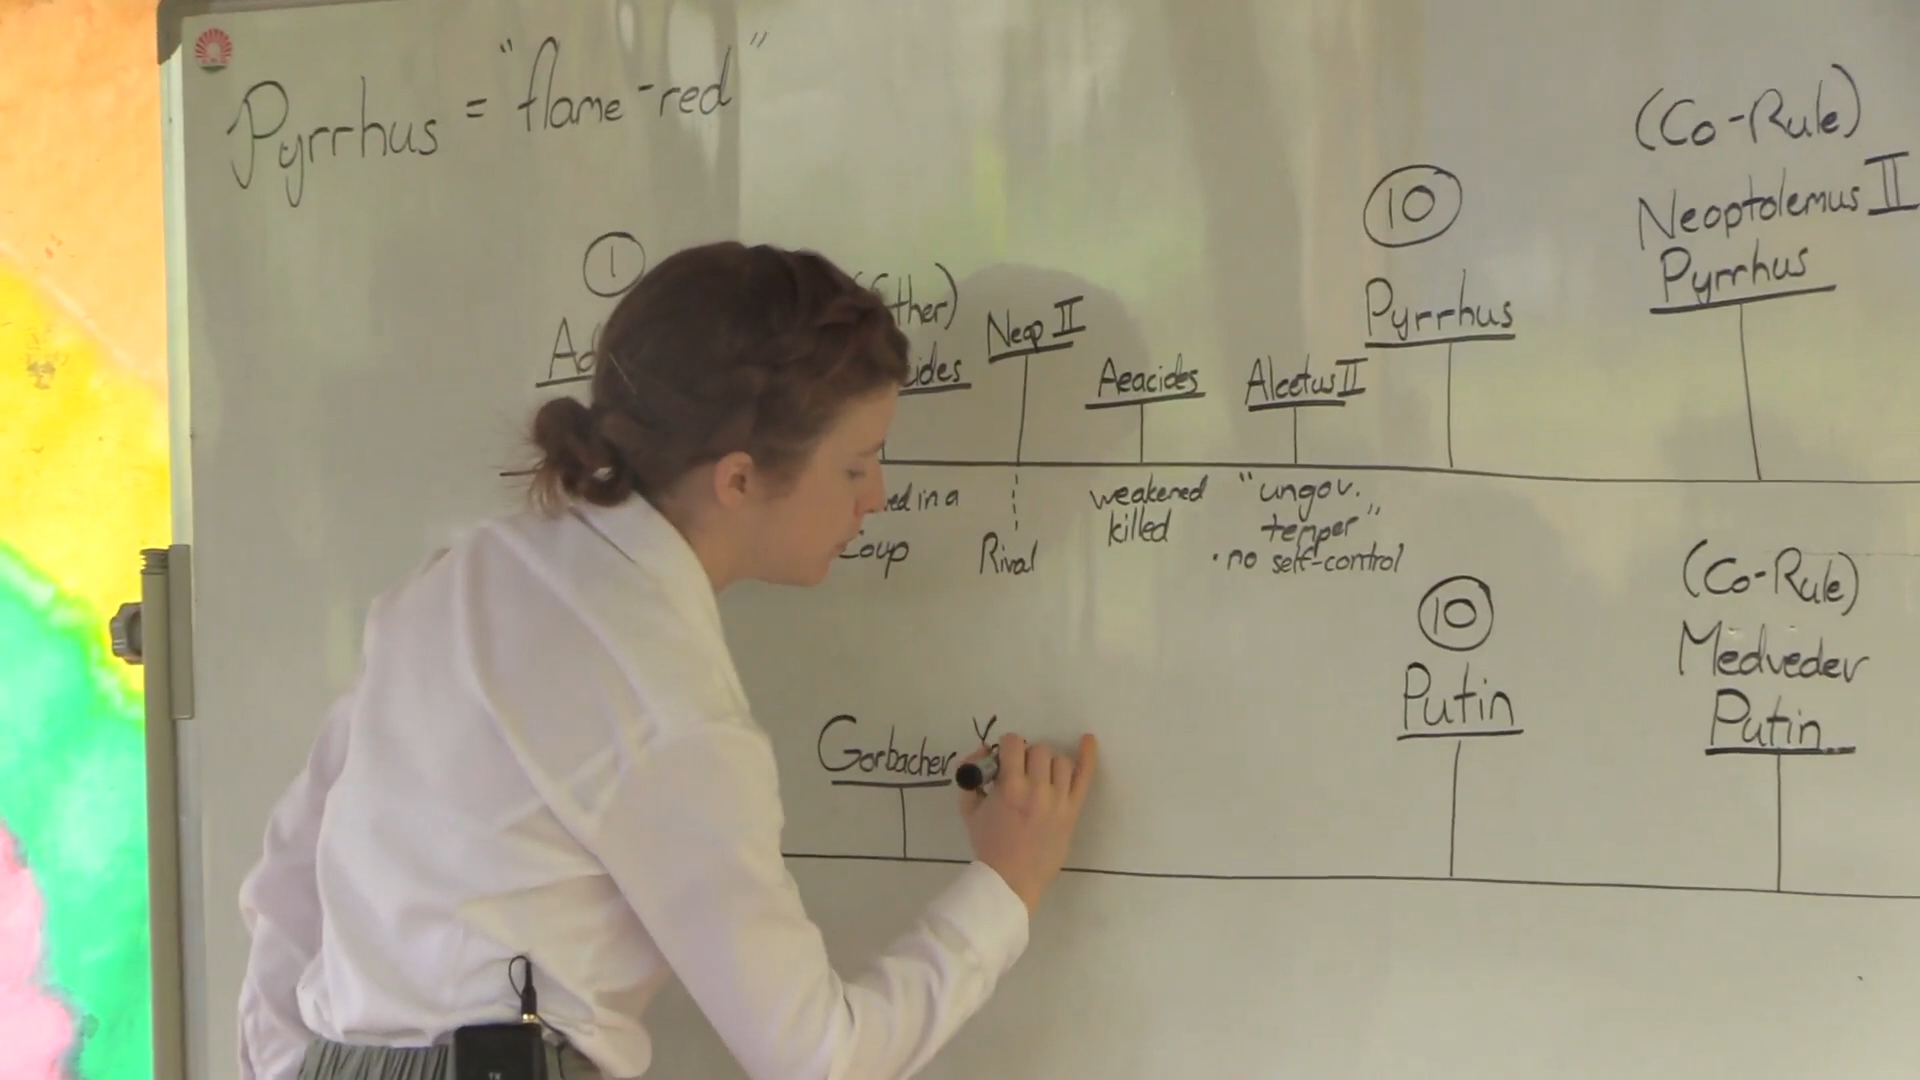 Pyrrhus = "flame-red"
(Co-Rule)
Neoptolemus II
Pyrrhus
10
Pyrrhus
1
Neop II
Aeacides
Alcetus II
Rival
weakened
killed
"ungov.
temper"
• no self-control
in a
Coup
10
Putin
(Co-Rule)
Medvedev
Putin
Gorbachev